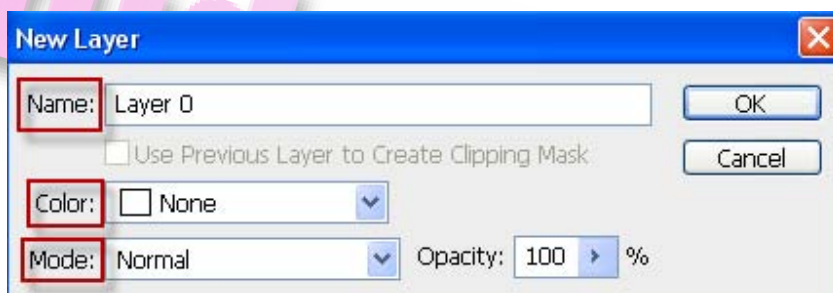 New Layer
Name: Layer 0 OK
Use Previous Layer to Create Clipping Mask Cancel
Color: None
Mode: Normal Opacity: 100 %